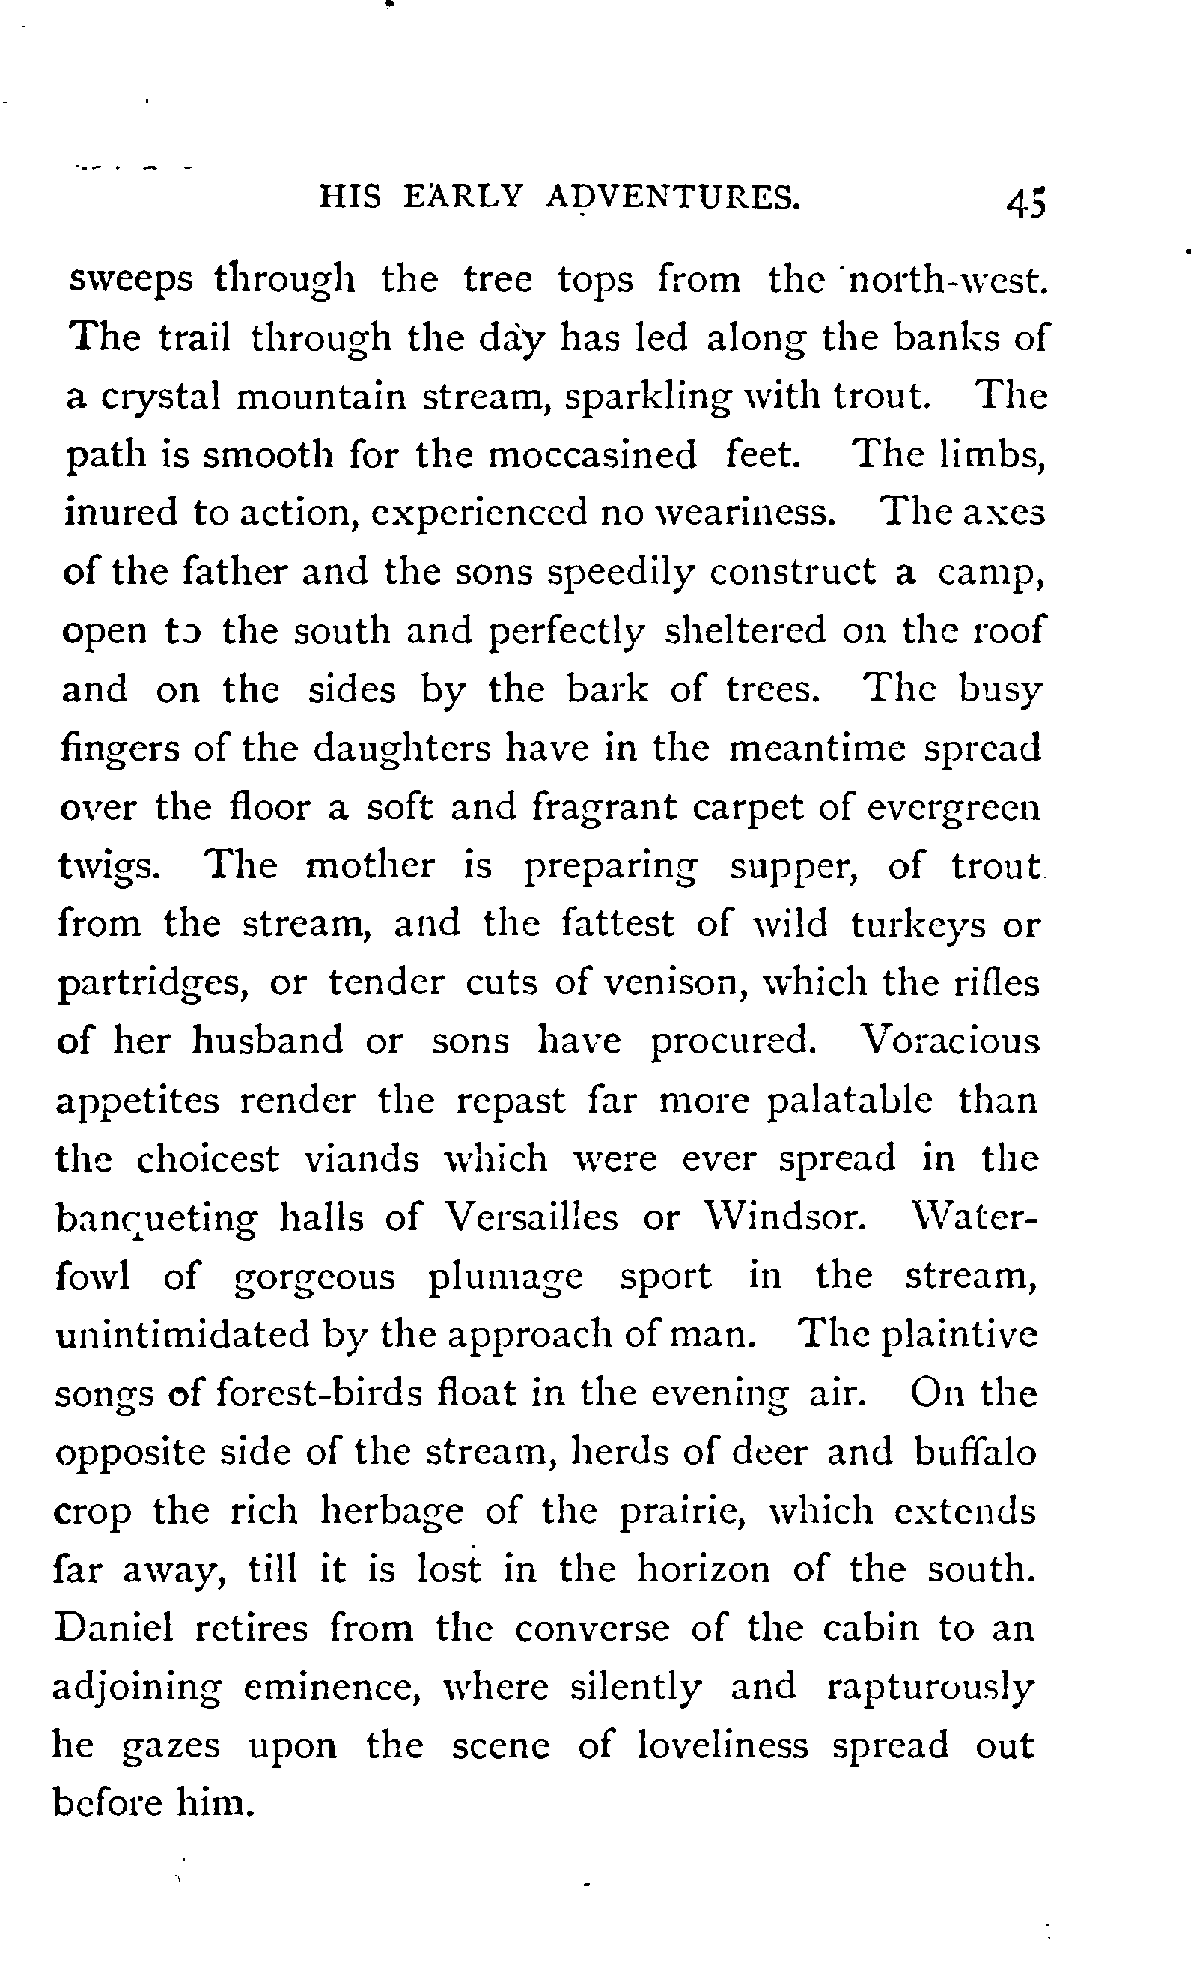 HIS EARLY ADVENTURES. 45
sweeps through the tree tops from the north-west.
The trail through the day has led along the banks of
a crystal mountain stream, sparkling with trout. The
path is smooth for the moccasined feet. The limbs,
inured to action, experienced no weariness. The axes
of the father and the sons speedily construct a camp,
open to the south and perfectly sheltered on the roof
and on the sides by the bark of trees. The busy
fingers of the daughters have in the meantime spread
over the floor a soft and fragrant carpet of evergreen
twigs. The mother is preparing supper, of trout
from the stream, and the fattest of wild turkeys or
partridges, or tender cuts of venison, which the rifles
of her husband or sons have procured. Voracious
appetites render the repast far more palatable than
the choicest viands which were ever spread in the
banqueting halls of Versailles or Windsor. Water-
fowl of gorgeous plumage sport in the stream,
unintimidated by the approach of man. The plaintive
songs of forest-birds float in the evening air. On the
opposite side of the stream, herds of deer and buffalo
crop the rich herbage of the prairie, which extends
far away, till it is lost in the horizon of the south.
Daniel retires from the converse of the cabin to an
adjoining eminence, where silently and rapturously
he gazes upon the scene of loveliness spread out
before him.